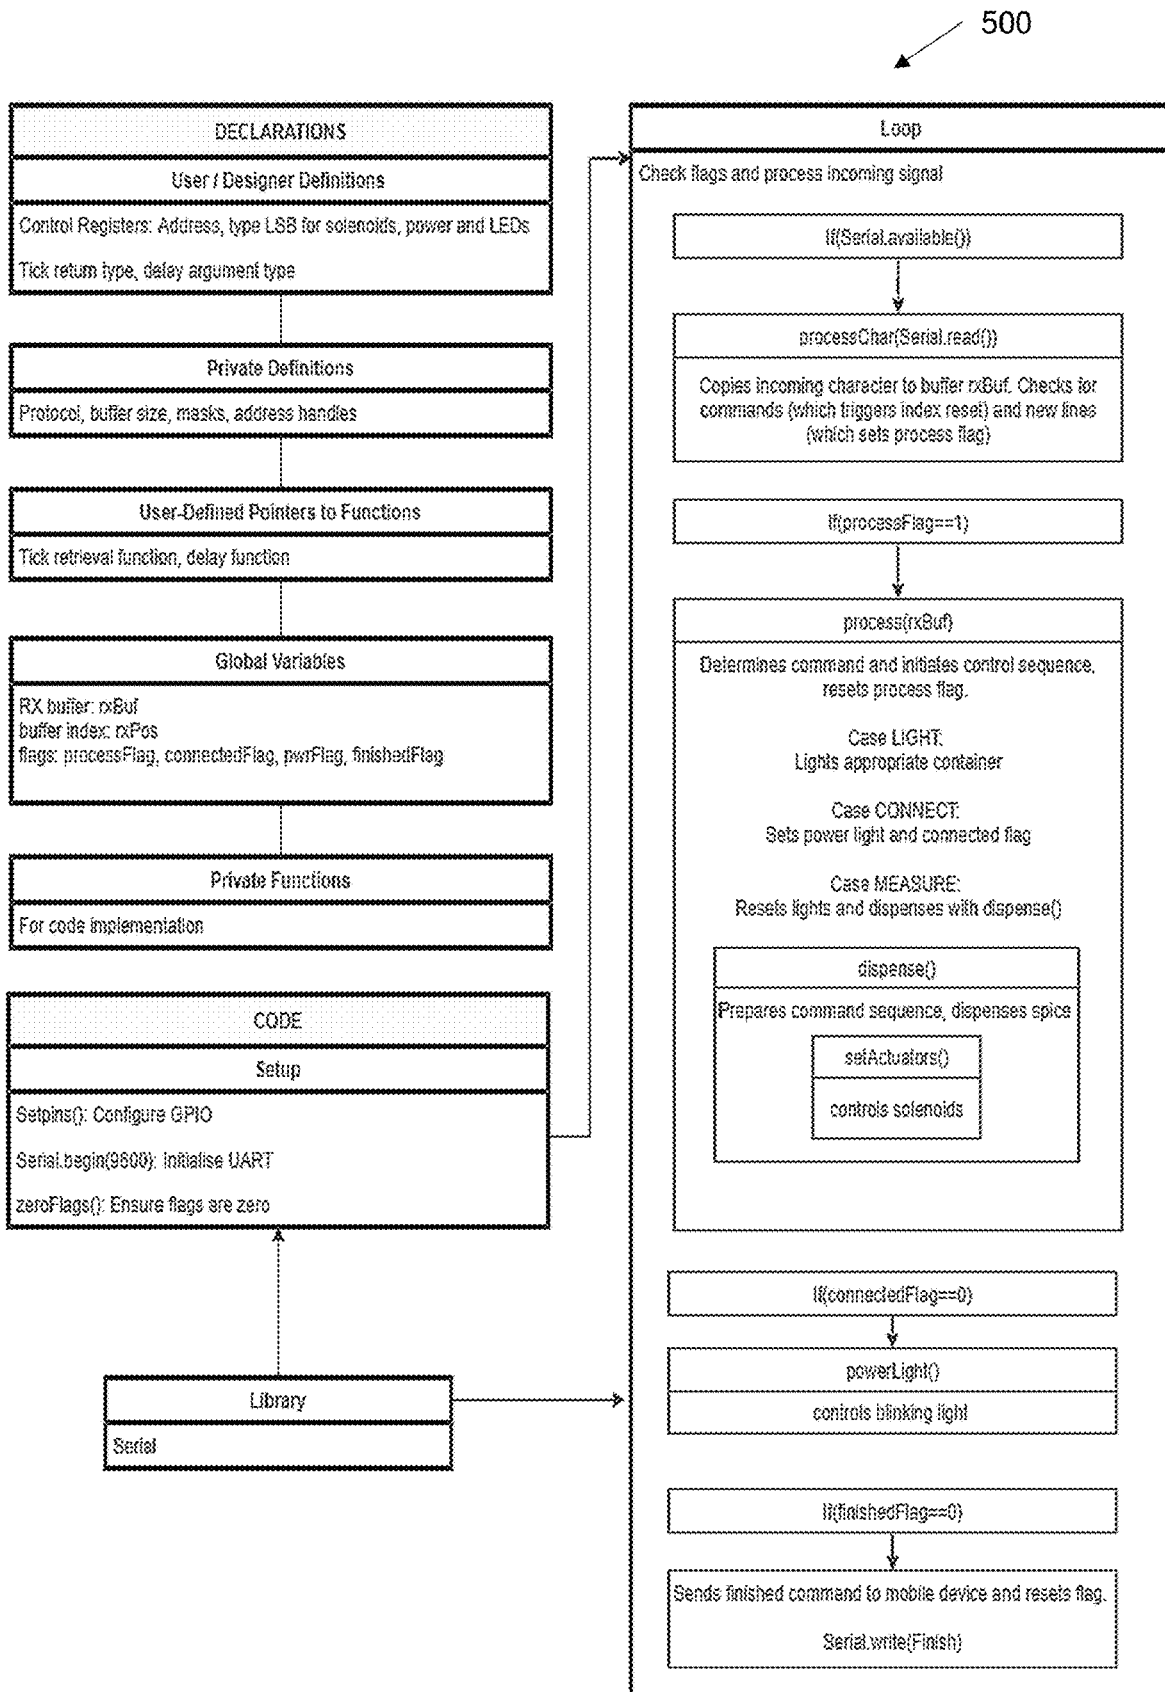 500
DECLARATIONS
User / Designer Definitions
Control Registers: Address, type LSB for solenoids, power and LEDs
Tick return type, delay argument type
Private Definitions
Protocol, buffer size, masks, address handles
User-Defined Pointers to Functions
Tick retrieval function, delay function
Global Variables
RX buffer: rxBuf
buffer index: rxPos
flags: processFlag, connectedFlag, pwrFlag, finishedFlag
Private Functions
For code implementation
CODE
Setup
Setpins(): Configure GPIO
Serial.begin(9600): Initialise UART
zeroFlags(): Ensure flags are zero
Library
Serial
Loop
Check flags and process incoming signal
If(Serial.available())
processChar(Serial.read())
Copies incoming character to buffer rxBuf. Checks for
commands (which triggers index reset) and new lines
(which sets process flag)
If(processFlag==1)
process(rxBuf)
Determines command and initiates control sequence,
resets process flag.
Case LIGHT:
Lights appropriate container
Case CONNECT:
Sets power light and connected flag
Case MEASURE:
Resets lights and dispenses with dispense()
dispense()
Prepares command sequence, dispenses spice
setActuators()
controls solenoids
If(connectedFlag==0)
powerLight()
controls blinking light
If(finishedFlag==0)
Sends finished command to mobile device and resets flag.
Serial.write(Finish)